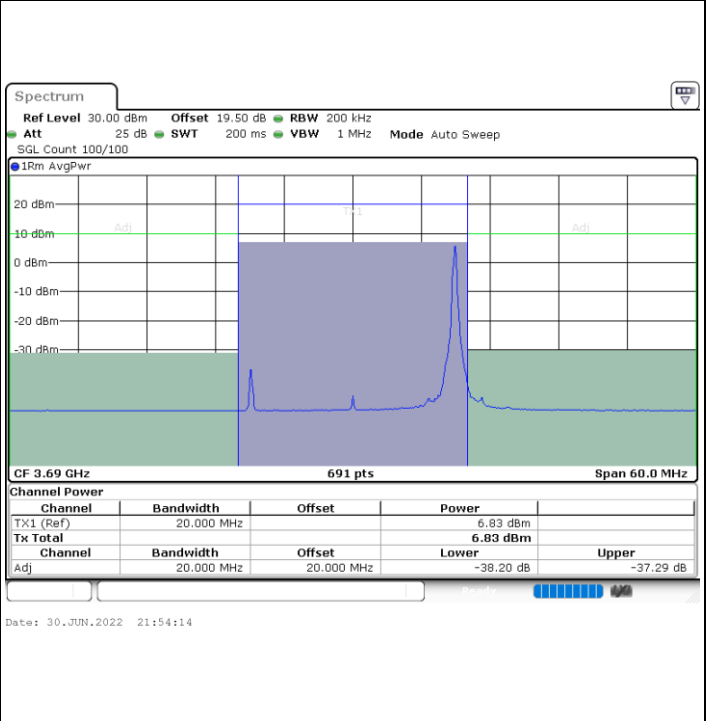 Spectrum
Ref Level 30.00 dBm Offset 19.50 dB RBW 200 kHz
Att 25 dB SWT 200 ms VBW 1 MHz Mode Auto Sweep
SGL Count 100/100
1Rm AvgPwr
20 dBm
TX1
Adj Adj
10 dBm
0 dBm
-10 dBm
-20 dBm
-30 dBm
CF 3.69 GHz 691 pts Span 60.0 MHz
Channel Power
Channel Bandwidth Offset Power
TX1 (Ref) 20.000 MHz 6.83 dBm
Tx Total 6.83 dBm
Channel Bandwidth Offset Lower Upper
Adj 20.000 MHz 20.000 MHz -38.20 dB -37.29 dB
Ready
Date: 30.JUN.2022 21:54:14